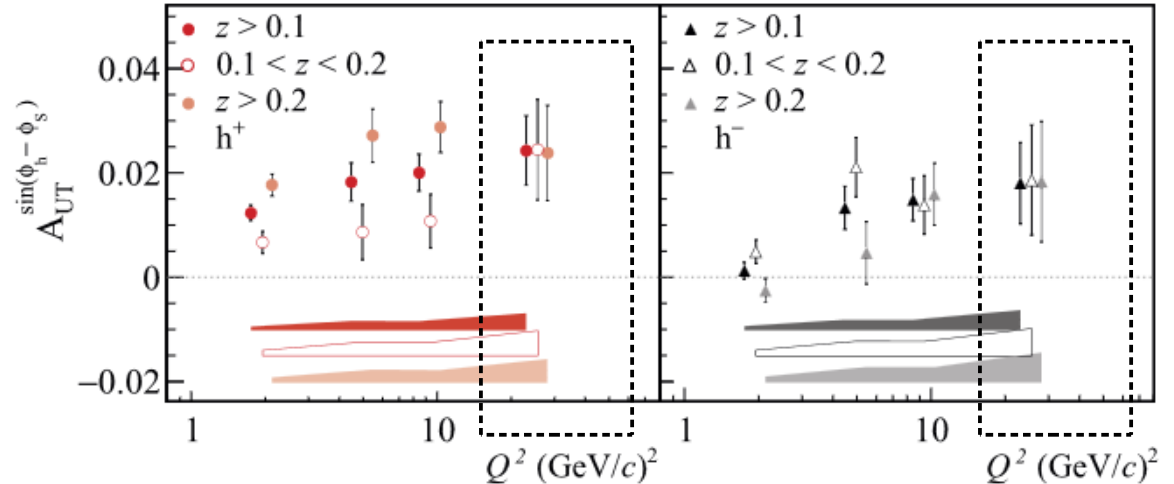 z > 0.1
0.1 < z < 0.2
z > 0.2
h⁺
z > 0.1
0.1 < z < 0.2
z > 0.2
h⁻
A_UT^sin(ϕ_h − ϕ_S)
0.04
0.02
0
−0.02
1
10
Q² (GeV/c)²
1
10
Q² (GeV/c)²